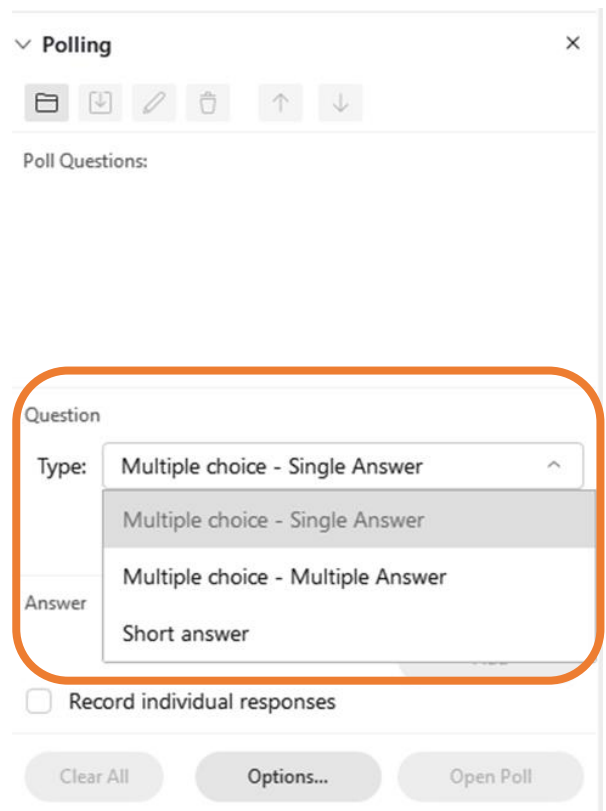 Polling
Poll Questions:
Question
Type: Multiple choice - Single Answer
Multiple choice - Single Answer
Multiple choice - Multiple Answer
Answer
Short answer
Record individual responses
Clear All Options... Open Poll